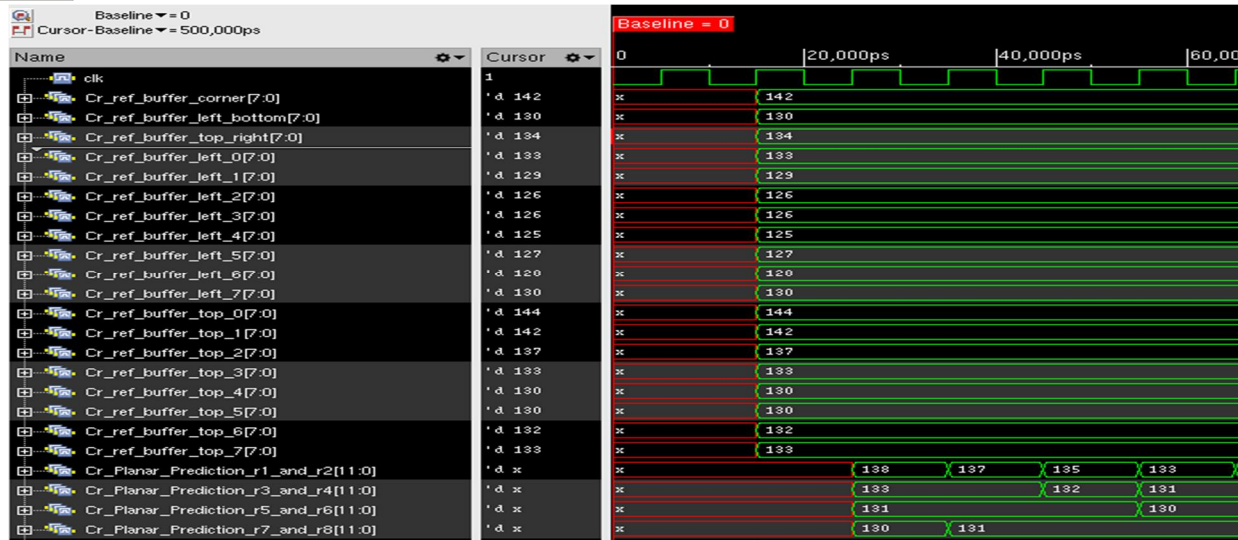 Baseline = 0
Cursor-Baseline = 500,000ps
Baseline = 0
Name Cursor 0 20,000ps 40,000ps 60,00
clk 1
Cr_ref_buffer_corner[7:0] 'd 142 x 142
Cr_ref_buffer_left_bottom[7:0] 'd 130 x 130
Cr_ref_buffer_top_right[7:0] 'd 134 x 134
Cr_ref_buffer_left_0[7:0] 'd 133 x 133
Cr_ref_buffer_left_1[7:0] 'd 129 x 129
Cr_ref_buffer_left_2[7:0] 'd 126 x 126
Cr_ref_buffer_left_3[7:0] 'd 126 x 126
Cr_ref_buffer_left_4[7:0] 'd 125 x 125
Cr_ref_buffer_left_5[7:0] 'd 127 x 127
Cr_ref_buffer_left_6[7:0] 'd 128 x 128
Cr_ref_buffer_left_7[7:0] 'd 130 x 130
Cr_ref_buffer_top_0[7:0] 'd 144 x 144
Cr_ref_buffer_top_1[7:0] 'd 142 x 142
Cr_ref_buffer_top_2[7:0] 'd 137 x 137
Cr_ref_buffer_top_3[7:0] 'd 133 x 133
Cr_ref_buffer_top_4[7:0] 'd 130 x 130
Cr_ref_buffer_top_5[7:0] 'd 130 x 130
Cr_ref_buffer_top_6[7:0] 'd 132 x 132
Cr_ref_buffer_top_7[7:0] 'd 133 x 133
Cr_Planar_Prediction_r1_and_r2[11:0] 'd x x 138 137 135 133
Cr_Planar_Prediction_r3_and_r4[11:0] 'd x x 133 132 131
Cr_Planar_Prediction_r5_and_r6[11:0] 'd x x 131 130
Cr_Planar_Prediction_r7_and_r8[11:0] 'd x x 130 131